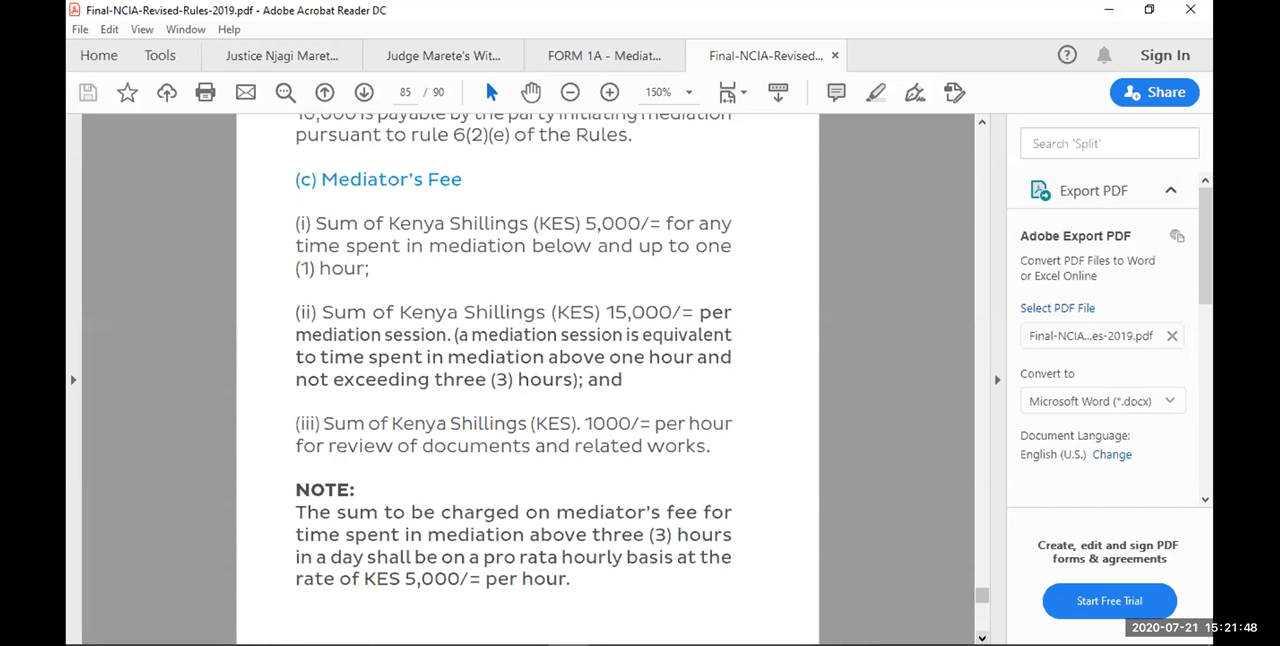 Final-NCIA-Revised-Rules-2019.pdf - Adobe Acrobat Reader DC
File Edit View Window Help
Home Tools Justice Njagi Maret... Judge Marete's Wit... FORM 1A - Mediat... Final-NCIA-Revised... × Sign In
85 / 90 150% Share
10,000 is payable by the party initiating mediation
pursuant to rule 6(2)(e) of the Rules.
(c) Mediator's Fee
(i) Sum of Kenya Shillings (KES) 5,000/= for any
time spent in mediation below and up to one
(1) hour;
(ii) Sum of Kenya Shillings (KES) 15,000/= per
mediation session. (a mediation session is equivalent
to time spent in mediation above one hour and
not exceeding three (3) hours); and
(iii) Sum of Kenya Shillings (KES). 1000/= per hour
for review of documents and related works.
NOTE:
The sum to be charged on mediator's fee for
time spent in mediation above three (3) hours
in a day shall be on a pro rata hourly basis at the
rate of KES 5,000/= per hour.
Search 'Split'
Export PDF
Adobe Export PDF
Convert PDF Files to Word
or Excel Online
Select PDF File
Final-NCIA...es-2019.pdf
Convert to
Microsoft Word (*.docx)
Document Language:
English (U.S.) Change
Create, edit and sign PDF
forms & agreements
Start Free Trial
2020-07-21 15:21:48